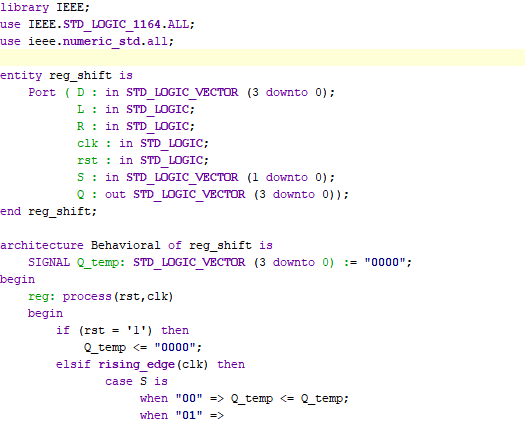 library IEEE;
use IEEE.STD_LOGIC_1164.ALL;
use ieee.numeric_std.all;
entity reg_shift is
Port ( D : in STD_LOGIC_VECTOR (3 downto 0);
L : in STD_LOGIC;
R : in STD_LOGIC;
clk : in STD_LOGIC;
rst : in STD_LOGIC;
S : in STD_LOGIC_VECTOR (1 downto 0);
Q : out STD_LOGIC_VECTOR (3 downto 0));
end reg_shift;
architecture Behavioral of reg_shift is
SIGNAL Q_temp: STD_LOGIC_VECTOR (3 downto 0) := "0000";
begin
reg: process(rst,clk)
begin
if (rst = '1') then
Q_temp <= "0000";
elsif rising_edge(clk) then
case S is
when "00" => Q_temp <= Q_temp;
when "01" =>